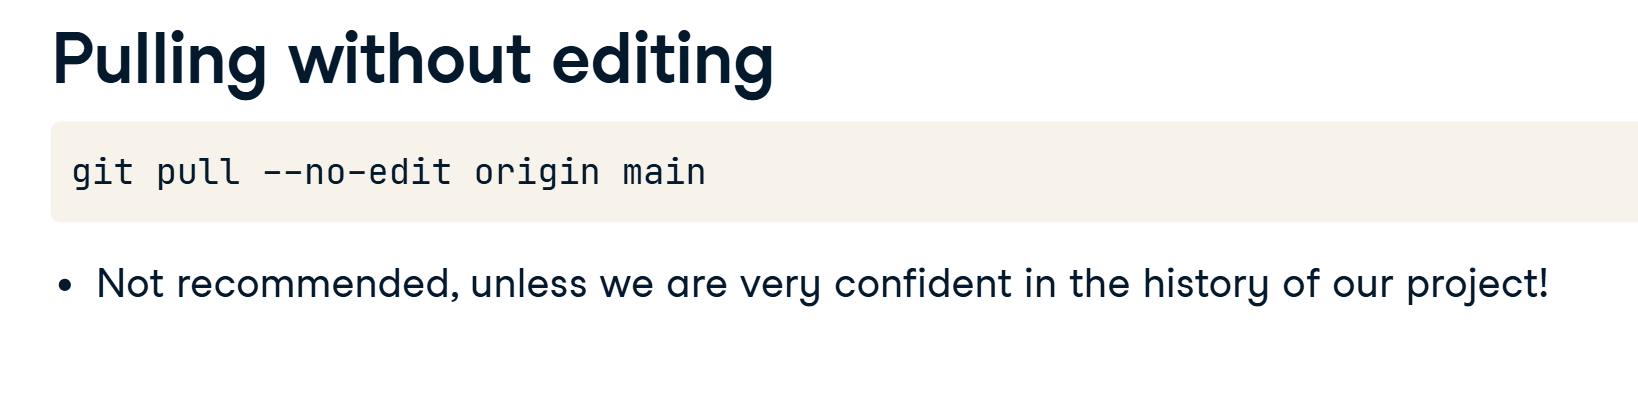 Pulling without editing
git pull --no-edit origin main
• Not recommended, unless we are very confident in the history of our project!